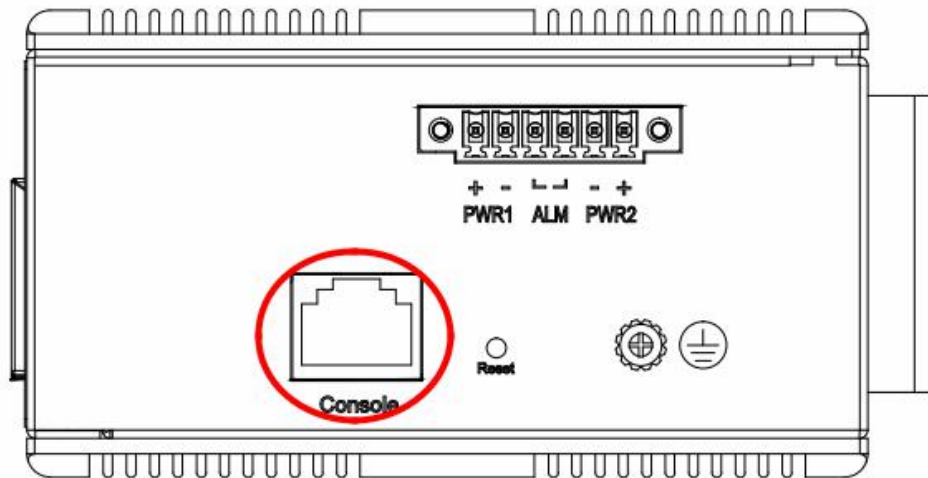 + - - +
PWR1 ALM PWR2
Reset
Console